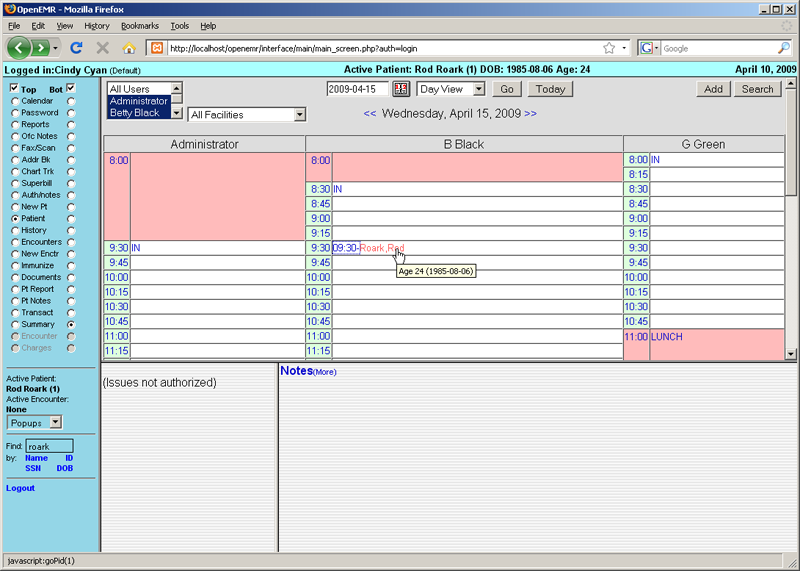 OpenEMR - Mozilla Firefox
File Edit View History Bookmarks Tools Help
http://localhost/openemr/interface/main/main_screen.php?auth=login
G Google
Logged in:Cindy Cyan (Default)
Active Patient: Rod Roark (1) DOB: 1985-08-06 Age: 24
April 10, 2009
Top Bot
Calendar
Password
Reports
Ofc Notes
Fax/Scan
Addr Bk
Chart Trk
Superbill
Auth/notes
New Pt
Patient
History
Encounters
New Enctr
Immunize
Documents
Pt Report
Pt Notes
Transact
Summary
Encounter
Charges
Active Patient:
Rod Roark (1)
Active Encounter:
None
Popups
Find: roark
by: Name ID
SSN DOB
Logout
All Users
Administrator
Betty Black
All Facilities
2009-04-15
Day View
Go
Today
Add
Search
<< Wednesday, April 15, 2009 >>
Administrator
8:00
9:30 IN
9:45
10:00
10:15
10:30
10:45
11:00
11:15
B Black
8:00
8:30 IN
8:45
9:00
9:15
9:30 09:30-Roark,Rod
9:45
10:00
10:15
10:30
10:45
11:00
11:15
Age 24 (1985-08-06)
G Green
8:00 IN
8:15
8:30
8:45
9:00
9:15
9:30
9:45
10:00
10:15
10:30
10:45
11:00 LUNCH
(Issues not authorized)
Notes(More)
javascript:goPid(1)